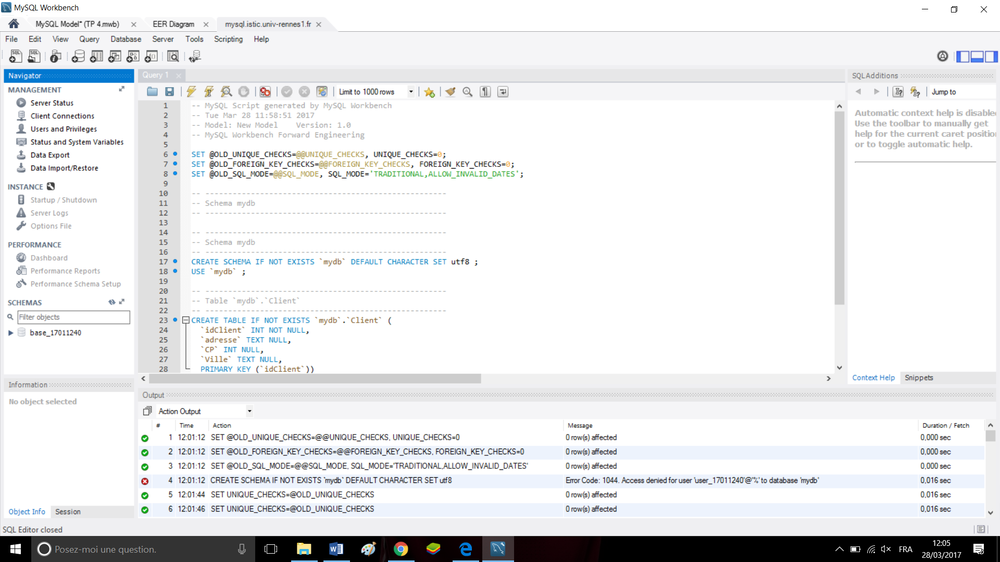 MySQL Workbench
MySQL Model* (TP 4.mwb)
EER Diagram
mysql.istic.univ-rennes1.fr
File Edit View Query Database Server Tools Scripting Help
Navigator
MANAGEMENT
Server Status
Client Connections
Users and Privileges
Status and System Variables
Data Export
Data Import/Restore
INSTANCE
Startup / Shutdown
Server Logs
Options File
PERFORMANCE
Dashboard
Performance Reports
Performance Schema Setup
SCHEMAS
Filter objects
base_17011240
Information
No object selected
Object Info Session
SQL Editor closed
Query 1
Limit to 1000 rows
1 -- MySQL Script generated by MySQL Workbench
2 -- Tue Mar 28 11:58:51 2017
3 -- Model: New Model    Version: 1.0
4 -- MySQL Workbench Forward Engineering
5
6 SET @OLD_UNIQUE_CHECKS=@@UNIQUE_CHECKS, UNIQUE_CHECKS=0;
7 SET @OLD_FOREIGN_KEY_CHECKS=@@FOREIGN_KEY_CHECKS, FOREIGN_KEY_CHECKS=0;
8 SET @OLD_SQL_MODE=@@SQL_MODE, SQL_MODE='TRADITIONAL,ALLOW_INVALID_DATES';
9
10 -- -----------------------------------------------------
11 -- Schema mydb
12 -- -----------------------------------------------------
13
14 -- -----------------------------------------------------
15 -- Schema mydb
16 -- -----------------------------------------------------
17 CREATE SCHEMA IF NOT EXISTS `mydb` DEFAULT CHARACTER SET utf8 ;
18 USE `mydb` ;
19
20 -- -----------------------------------------------------
21 -- Table `mydb`.`Client`
22 -- -----------------------------------------------------
23 CREATE TABLE IF NOT EXISTS `mydb`.`Client` (
24 `idClient` INT NOT NULL,
25 `adresse` TEXT NULL,
26 `CP` INT NULL,
27 `Ville` TEXT NULL,
28 PRIMARY KEY (`idClient`))
SQLAdditions
Jump to
Automatic context help is disable
Use the toolbar to manually get
help for the current caret positio
or to toggle automatic help.
Context Help Snippets
Output
Action Output
# Time Action Message Duration / Fetch
1 12:01:12 SET @OLD_UNIQUE_CHECKS=@@UNIQUE_CHECKS, UNIQUE_CHECKS=0 0 row(s) affected 0,000 sec
2 12:01:12 SET @OLD_FOREIGN_KEY_CHECKS=@@FOREIGN_KEY_CHECKS, FOREIGN_KEY_CHECKS=0 0 row(s) affected 0,000 sec
3 12:01:12 SET @OLD_SQL_MODE=@@SQL_MODE, SQL_MODE='TRADITIONAL,ALLOW_INVALID_DATES' 0 row(s) affected 0,000 sec
4 12:01:12 CREATE SCHEMA IF NOT EXISTS `mydb` DEFAULT CHARACTER SET utf8 Error Code: 1044. Access denied for user 'user_17011240'@'%' to database 'mydb' 0,016 sec
5 12:01:44 SET UNIQUE_CHECKS=@OLD_UNIQUE_CHECKS 0 row(s) affected 0,016 sec
6 12:01:46 SET UNIQUE_CHECKS=@OLD_UNIQUE_CHECKS 0 row(s) affected 0,016 sec
Posez-moi une question.
FRA
12:05
28/03/2017